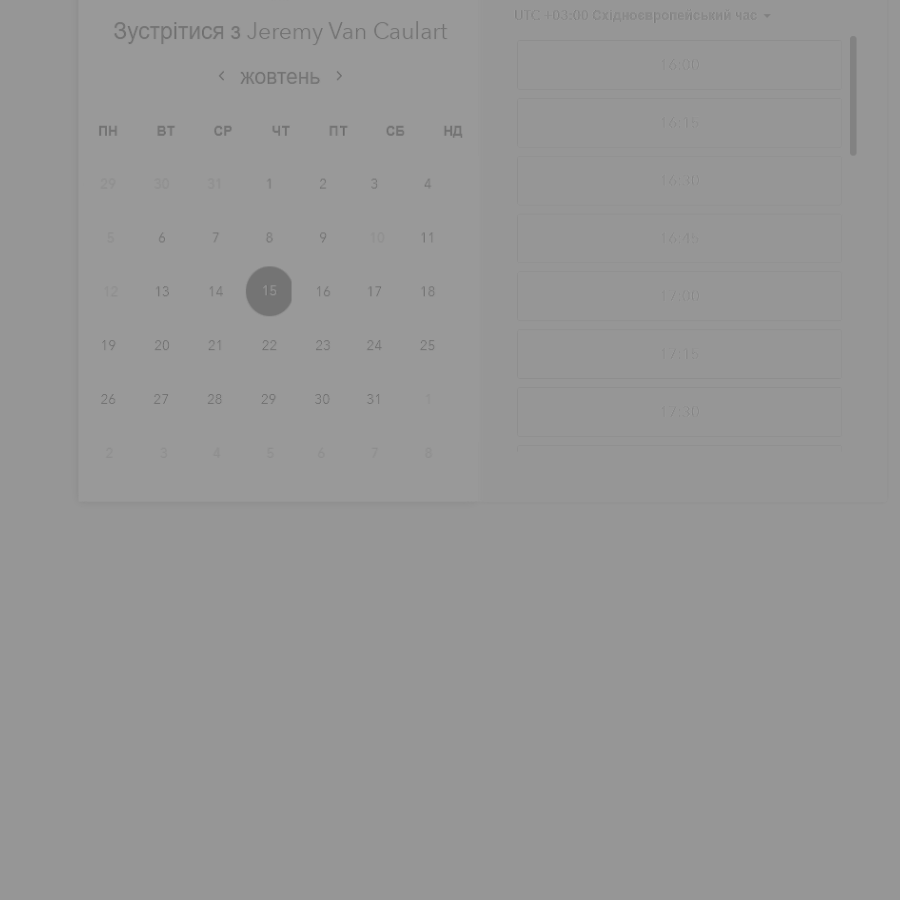 Зустрітися з Jeremy Van Caulart
‹ жовтень ›
ПН ВТ СР ЧТ ПТ СБ НД
29 30 31 1 2 3 4
5 6 7 8 9 10 11
12 13 14 15 16 17 18
19 20 21 22 23 24 25
26 27 28 29 30 31 1
2 3 4 5 6 7 8
UTC +03:00 Східноєвропейський час
16:00
16:15
16:30
16:45
17:00
17:15
17:30